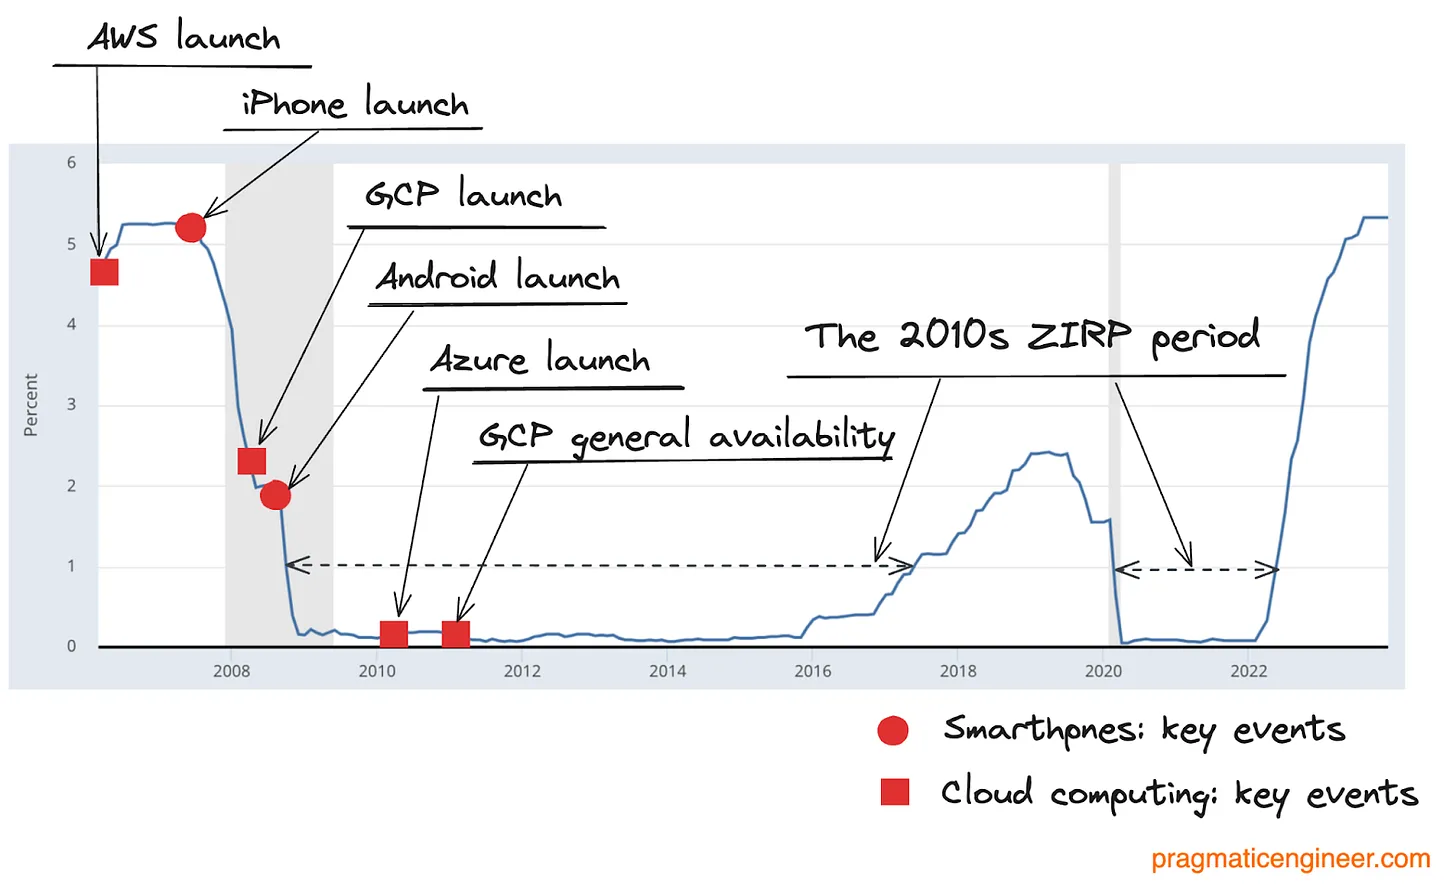 AWS launch
iPhone launch
GCP launch
Android launch
Azure launch
GCP general availability
The 2010s ZIRP period
Percent
6
5
4
3
2
1
0
2008
2010
2012
2014
2016
2018
2020
2022
Smarthpnes: key events
Cloud computing: key events
pragmaticengineer.com